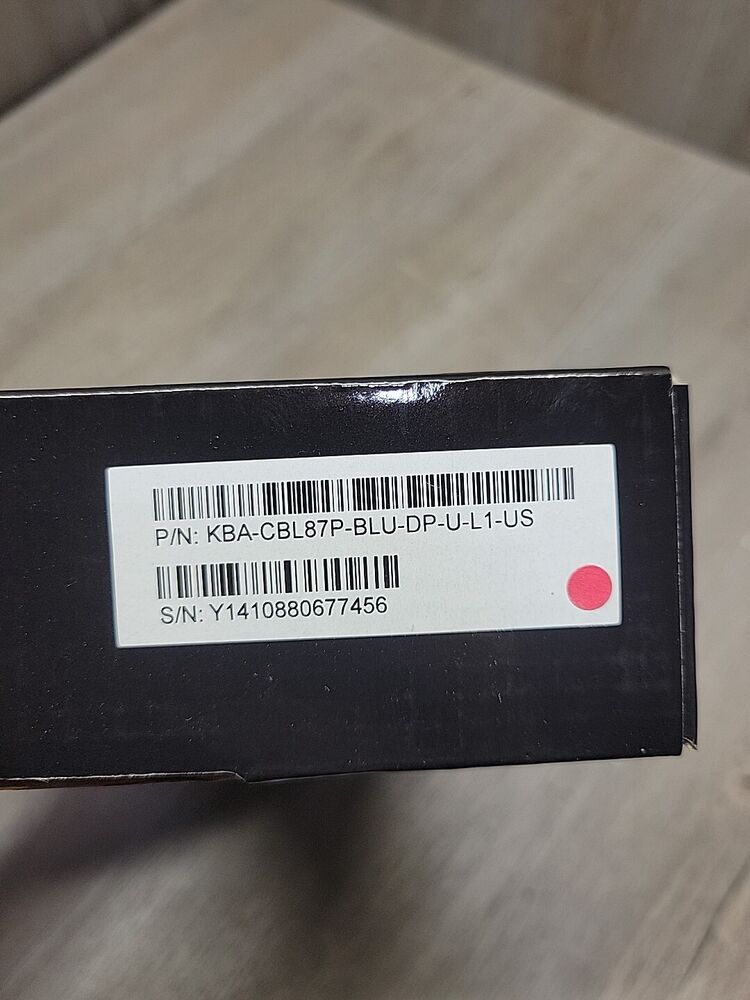 P/N: KBA-CBL87P-BLU-DP-U-L1-US
S/N: Y1410880677456